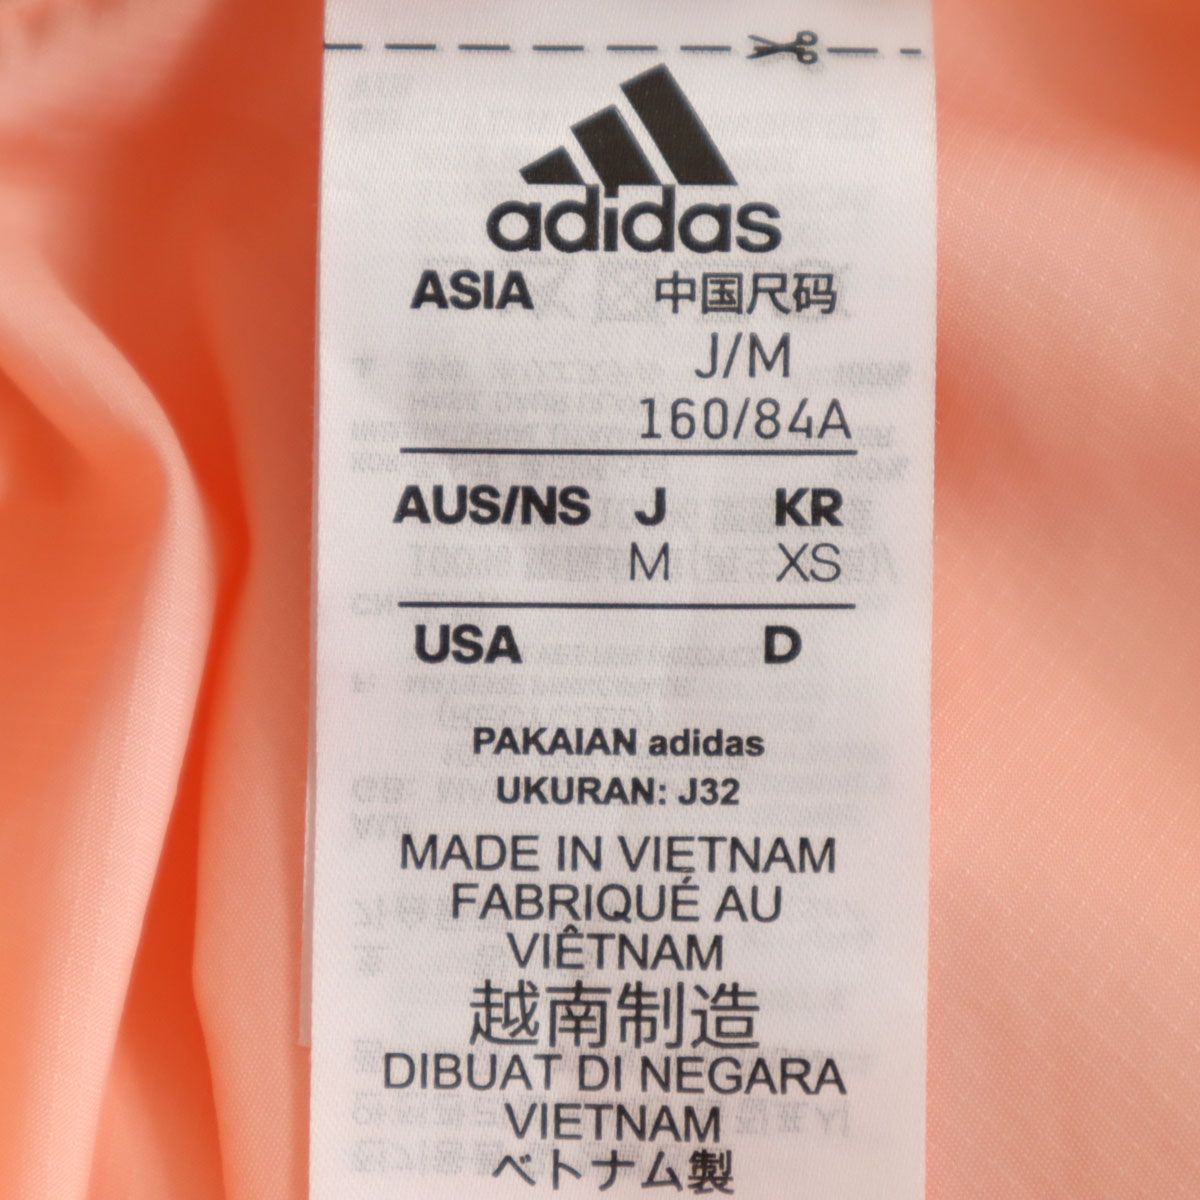 adidas
ASIA 中国尺码
J/M
160/84A
AUS/NS J KR
M XS
USA D
PAKAIAN adidas
UKURAN: J32
MADE IN VIETNAM
FABRIQUÉ AU
VIÊTNAM
越南制造
DIBUAT DI NEGARA
VIETNAM
ベトナム製